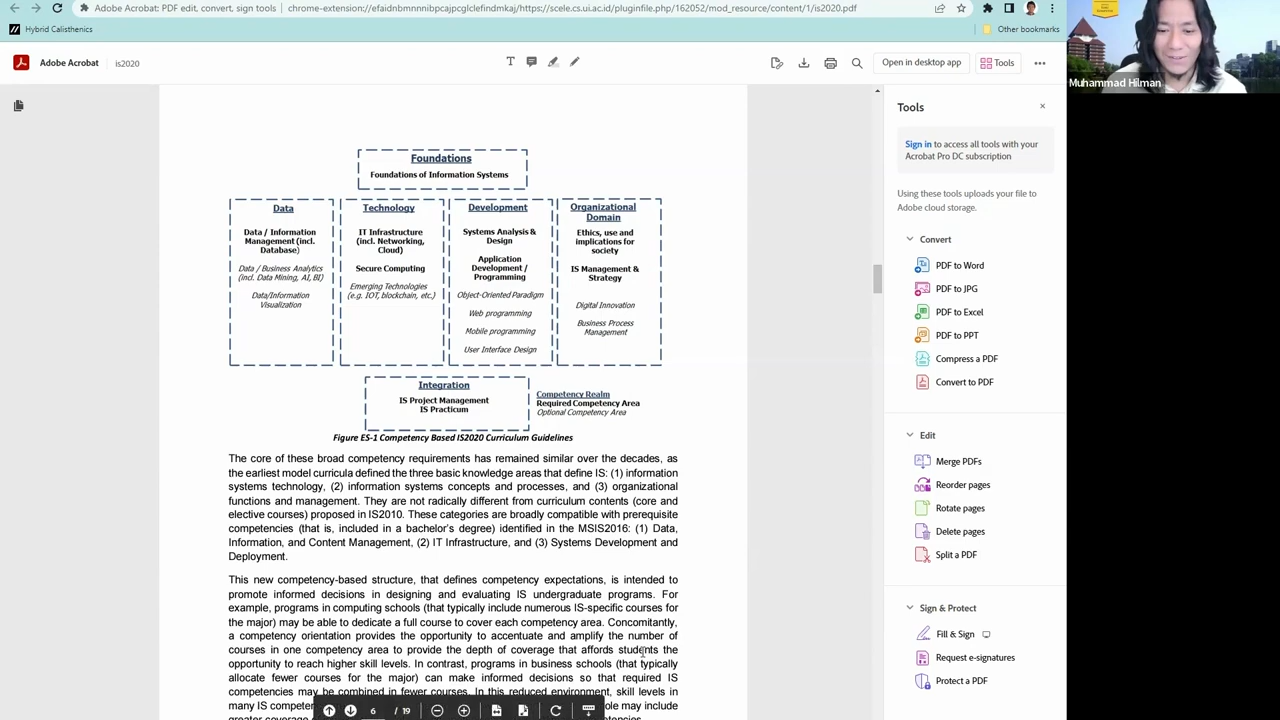 Adobe Acrobat: PDF edit, convert, sign tools | chrome-extension://efaidnbmnnnibpcajpcglclefindmkaj/https://scele.cs.ui.ac.id/pluginfile.php/162052/mod_resource/content/1/is2020.pdf
Hybrid Calisthenics
Other bookmarks
Adobe Acrobat
is2020
Open in desktop app
Tools
Muhammad Hilman
Foundations
Foundations of Information Systems
Data
Data / Information
Management (incl.
Database)
Data / Business Analytics
(incl. Data Mining, AI, BI)
Data/Information
Visualization
Technology
IT Infrastructure
(incl. Networking,
Cloud)
Secure Computing
Emerging Technologies
(e.g. IOT, blockchain, etc.)
Development
Systems Analysis &
Design
Application
Development /
Programming
Object-Oriented Paradigm
Web programming
Mobile programming
User Interface Design
Organizational
Domain
Ethics, use and
implications for
society
IS Management &
Strategy
Digital Innovation
Business Process
Management
Integration
IS Project Management
IS Practicum
Competency Realm
Required Competency Area
Optional Competency Area
Figure ES-1 Competency Based IS2020 Curriculum Guidelines
The core of these broad competency requirements has remained similar over the decades, as
the earliest model curricula defined the three basic knowledge areas that define IS: (1) information
systems technology, (2) information systems concepts and processes, and (3) organizational
functions and management. They are not radically different from curriculum contents (core and
elective courses) proposed in IS2010. These categories are broadly compatible with prerequisite
competencies (that is, included in a bachelor's degree) identified in the MSIS2016: (1) Data,
Information, and Content Management, (2) IT Infrastructure, and (3) Systems Development and
Deployment.
This new competency-based structure, that defines competency expectations, is intended to
promote informed decisions in designing and evaluating IS undergraduate programs. For
example, programs in computing schools (that typically include numerous IS-specific courses for
the major) may be able to dedicate a full course to cover each competency area. Concomitantly,
a competency orientation provides the opportunity to accentuate and amplify the number of
courses in one competency area to provide the depth of coverage that affords students the
opportunity to reach higher skill levels. In contrast, programs in business schools (that typically
allocate fewer courses for the major) can make informed decisions so that required IS
competencies may be combined in fewer courses. In this reduced environment, skill levels in
many IS may include
greater coverage
6 / 19
Tools
Sign in to access all tools with your
Acrobat Pro DC subscription
Using these tools uploads your file to
Adobe cloud storage.
Convert
PDF to Word
PDF to JPG
PDF to Excel
PDF to PPT
Compress a PDF
Convert to PDF
Edit
Merge PDFs
Reorder pages
Rotate pages
Delete pages
Split a PDF
Sign & Protect
Fill & Sign
Request e-signatures
Protect a PDF